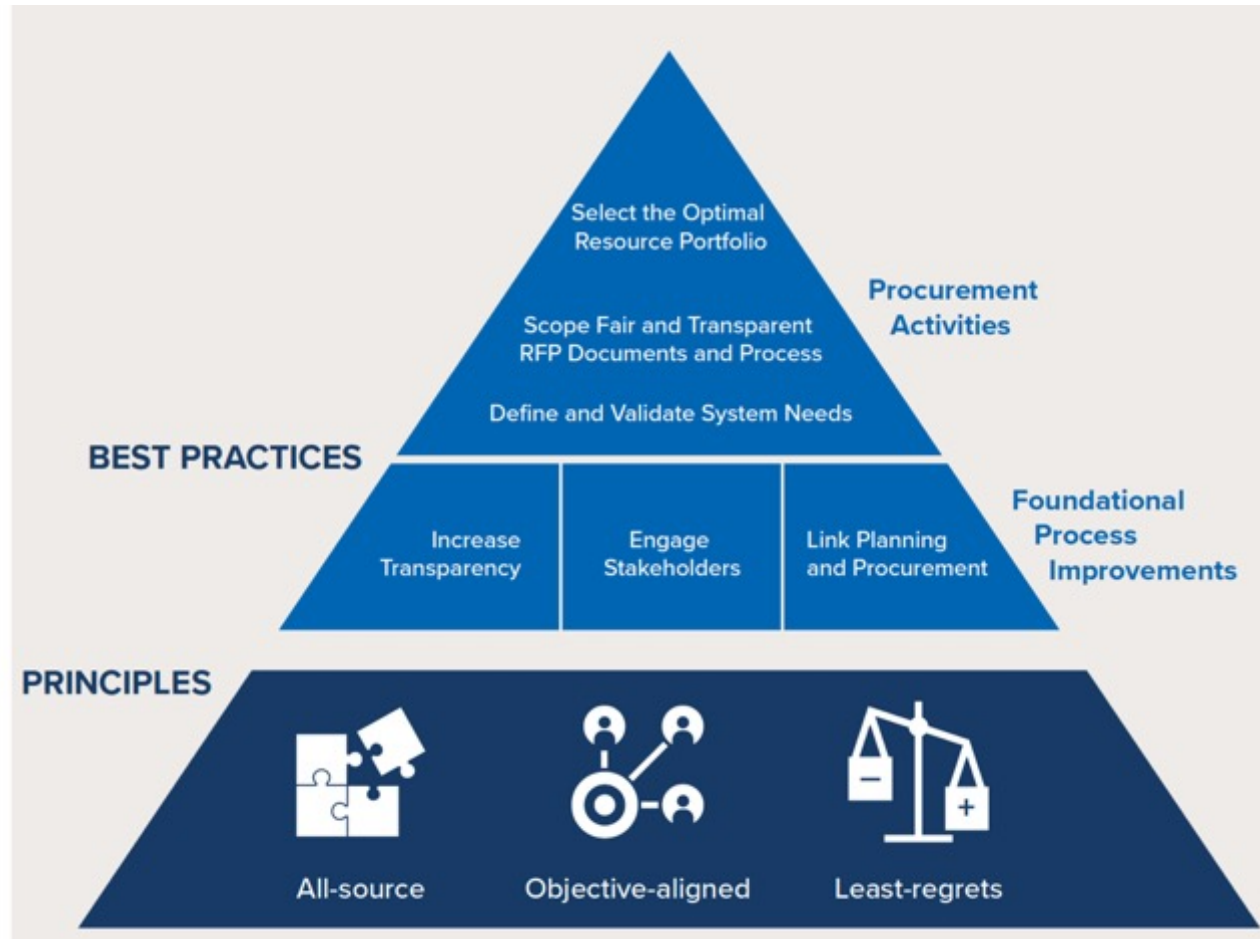 Select the Optimal
Resource Portfolio
Scope Fair and Transparent
RFP Documents and Process
Define and Validate System Needs
Procurement
Activities
BEST PRACTICES
Increase
Transparency
Engage
Stakeholders
Link Planning
and Procurement
Foundational
Process
Improvements
PRINCIPLES
All-source
Objective-aligned
Least-regrets